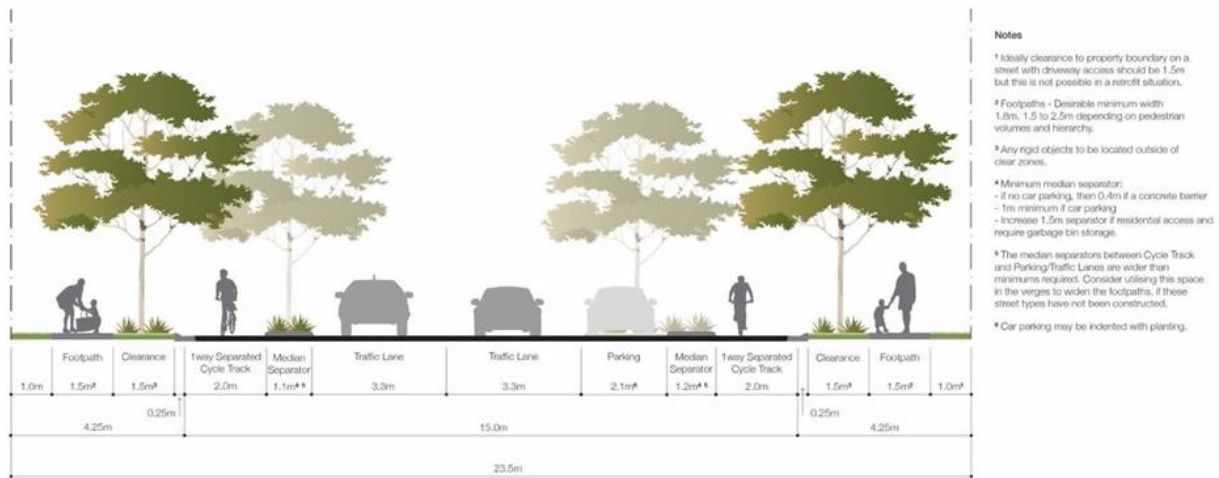 Notes
¹ Ideally clearance to property boundary on a
street with driveway access should be 1.5m
but this is not possible in a retrofit situation.
² Footpaths - Desirable minimum width
1.8m. 1.5 to 2.5m depending on pedestrian
volumes and hierarchy.
³ Any rigid objects to be located outside of
clear zones.
⁴ Minimum median separator:
- if no car parking, then 0.4m if a concrete barrier
- 1m minimum if car parking
- Increase 1.5m separator if residential access and
require garbage bin storage.
⁵ The median separators between Cycle Track
and Parking/Traffic Lanes are wider than
minimums required. Consider utilising this space
in the verges to widen the footpaths, if these
street types have not been constructed.
⁶ Car parking may be indented with planting.
Footpath Clearance 1way Separated Median Traffic Lane Traffic Lane Parking Median 1way Separated Clearance Footpath
Cycle Track Separator Separator Cycle Track
1.0m 1.5m² 1.5m³ 2.0m 1.1m⁴ ⁵ 3.3m 3.3m 2.1m⁶ 1.2m⁴ ⁵ 2.0m 1.5m³ 1.5m² 1.0m¹
0.25m 0.25m
4.25m 15.0m 4.25m
23.5m